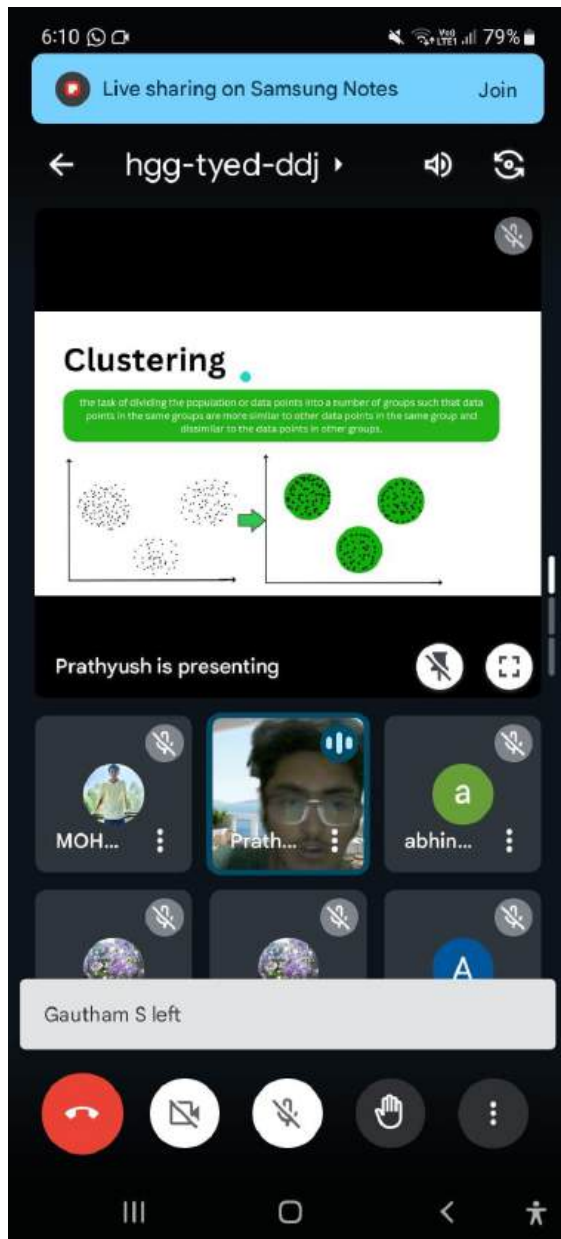 6:10 79%
Live sharing on Samsung Notes Join
hgg-tyed-ddj
Clustering
the task of dividing the population or data points into a number of groups such that data
points in the same groups are more similar to other data points in the same group and
dissimilar to the data points in other groups.
Prathyush is presenting
MOH... Prath... abhin...
a
A
Gautham S left